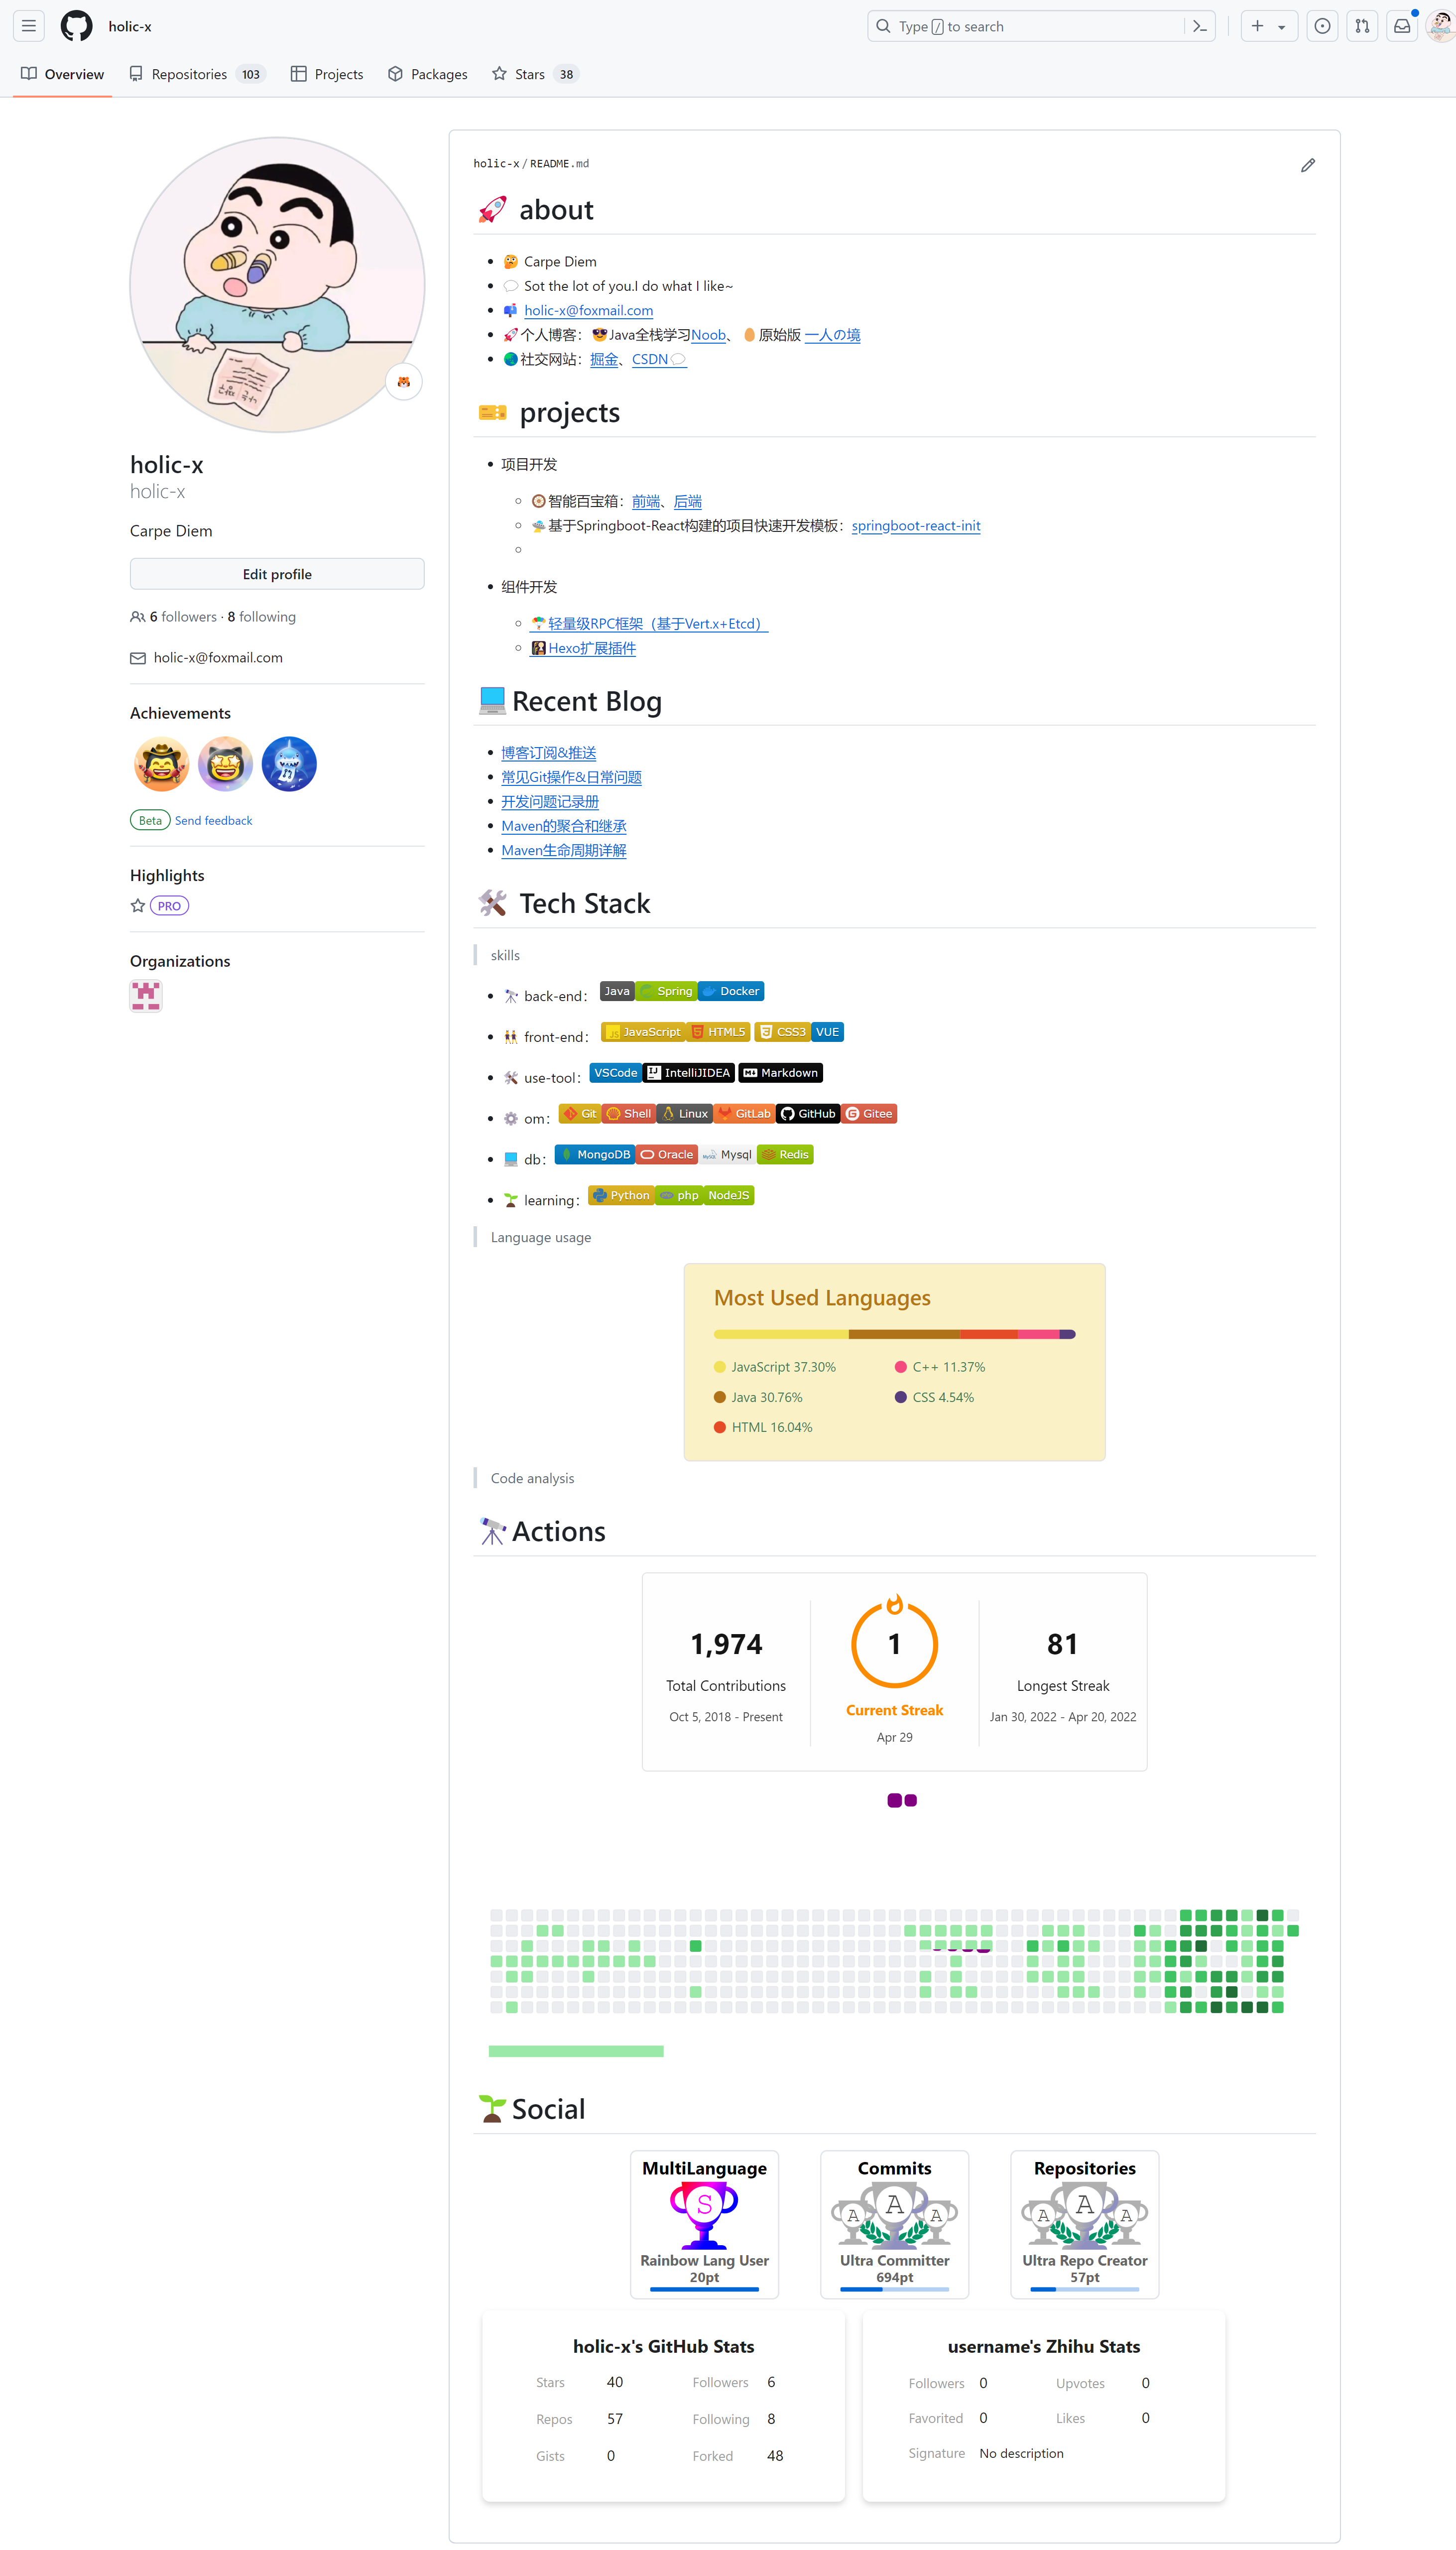 holic-x
Type / to search
Overview
Repositories 103
Projects
Packages
Stars 38
holic-x
holic-x
Carpe Diem
Edit profile
6 followers · 8 following
holic-x@foxmail.com
Achievements
Beta Send feedback
Highlights
PRO
Organizations
holic-x/README.md
about
Carpe Diem
Sot the lot of you.I do what I like~
holic-x@foxmail.com
个人博客：Java全栈学习Noob、原始版 一人の境
社交网站：掘金、CSDN
projects
项目开发
智能百宝箱：前端、后端
基于Springboot-React构建的项目快速开发模板：springboot-react-init
组件开发
轻量级RPC框架（基于Vert.x+Etcd）
Hexo扩展插件
Recent Blog
博客订阅&推送
常见Git操作&日常问题
开发问题记录册
Maven的聚合和继承
Maven生命周期详解
Tech Stack
skills
back-end： Java Spring Docker
front-end： JavaScript HTML5 CSS3 VUE
use-tool： VSCode IntelliJIDEA Markdown
om： Git Shell Linux GitLab GitHub Gitee
db： MongoDB Oracle Mysql Redis
learning： Python php NodeJS
Language usage
Most Used Languages
JavaScript 37.30%
Java 30.76%
HTML 16.04%
C++ 11.37%
CSS 4.54%
Code analysis
Actions
1,974
Total Contributions
Oct 5, 2018 - Present
1
Current Streak
Apr 29
81
Longest Streak
Jan 30, 2022 - Apr 20, 2022
Social
MultiLanguage
S
Rainbow Lang User
20pt
Commits
A A A
Ultra Committer
694pt
Repositories
A A A
Ultra Repo Creator
57pt
holic-x's GitHub Stats
Stars 40 Followers 6
Repos 57 Following 8
Gists 0 Forked 48
username's Zhihu Stats
Followers 0 Upvotes 0
Favorited 0 Likes 0
Signature No description